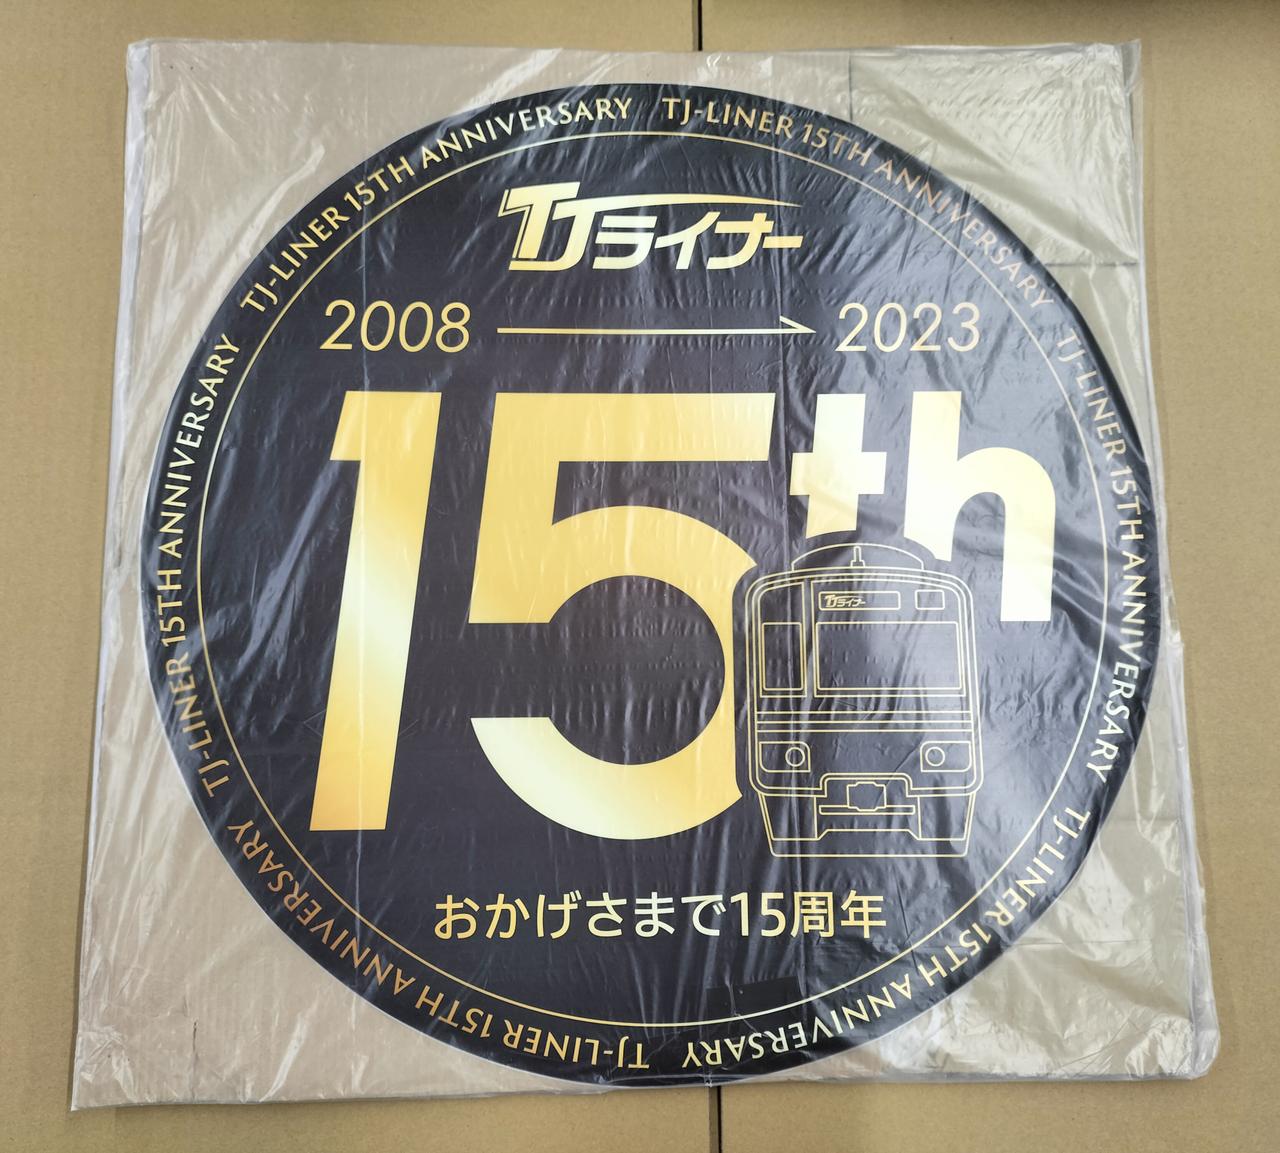 TJ-LINER 15TH ANNIVERSARY
TJ-LINER 15TH ANNIVERSARY
TJ-LINER 15TH ANNIVERSARY
TJ-LINER 15TH ANNIVERSARY
TJ-LINER 15TH ANNIVERSARY
TJ-LINER 15TH ANNIVERSARY
TJライナー
2008 → 2023
15th
TJライナー
おかげさまで15周年